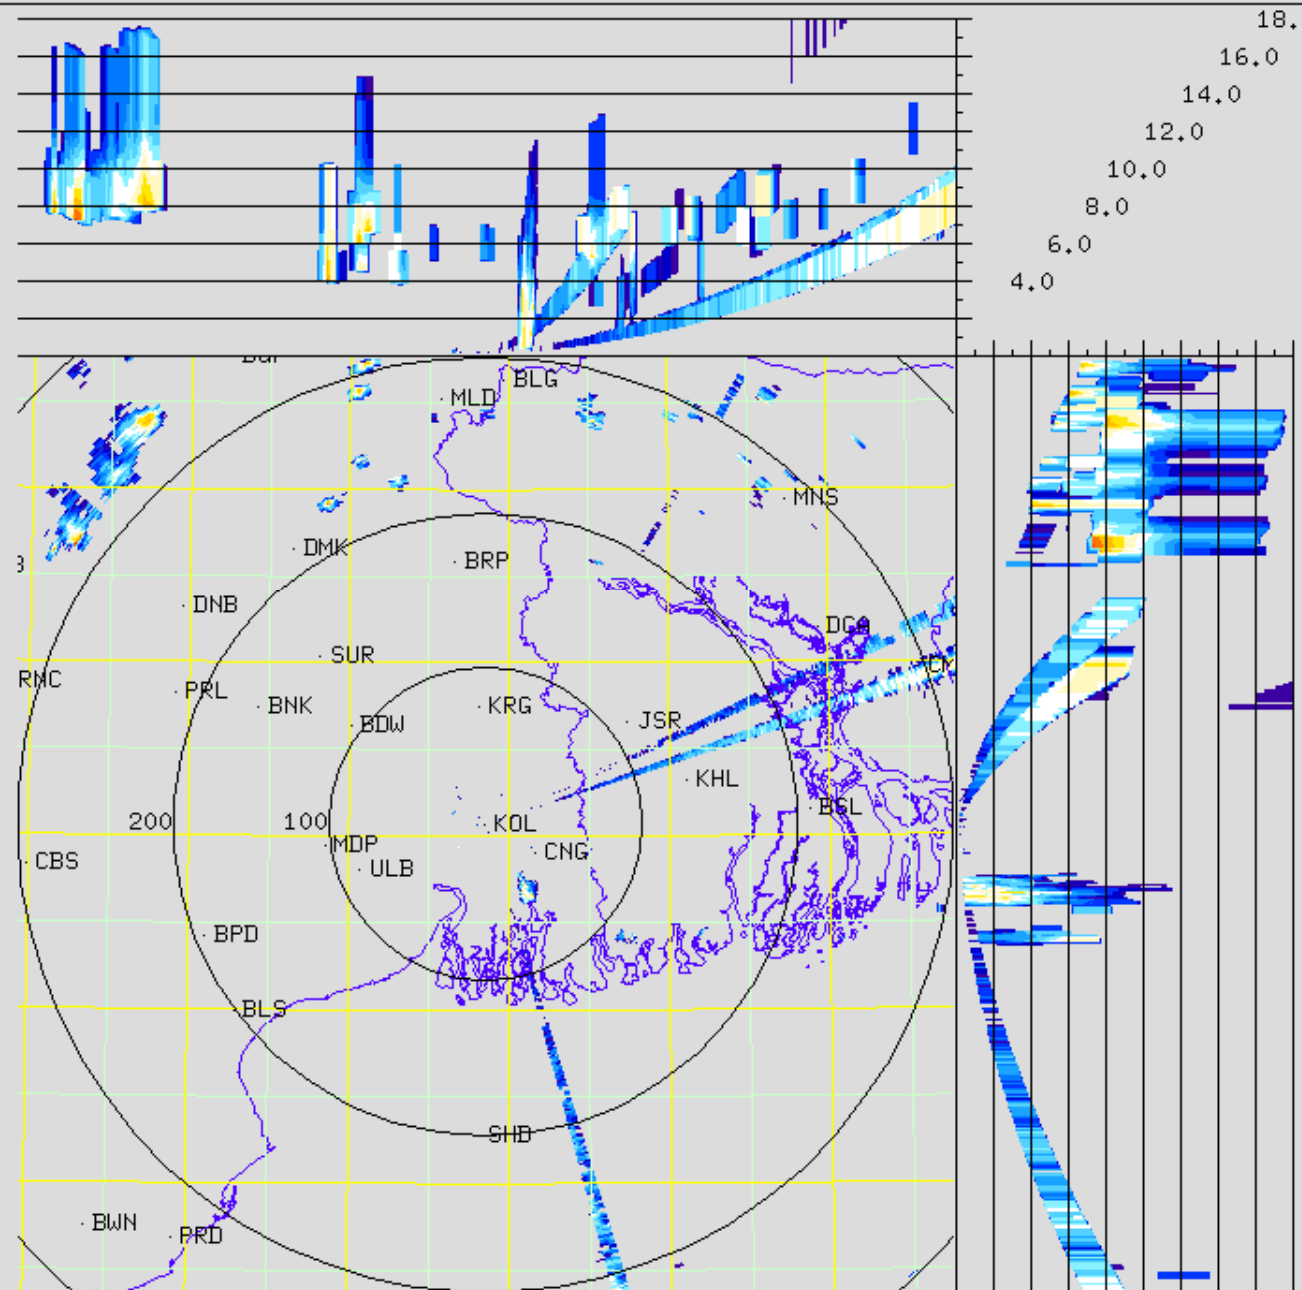 18.
16.0
14.0
12.0
10.0
8.0
6.0
4.0
BLG
MLD
MNS
DMK
BRP
DNB
DCA
SUR
RNC
PRL
BNK
KRG
JSR
BDW
KHL
BSL
200
100
KOL
MDP
CNG
CBS
ULB
BPD
BLS
SHD
BWN
PRD